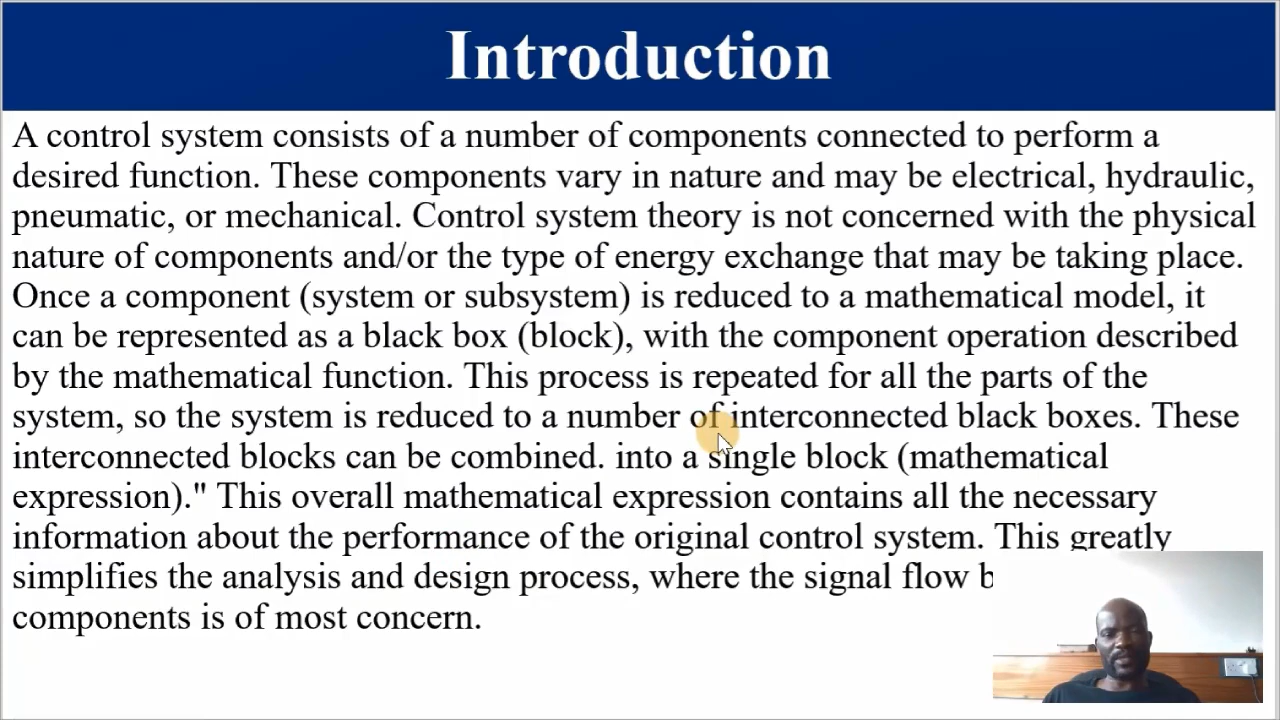 Introduction
A control system consists of a number of components connected to perform a
desired function. These components vary in nature and may be electrical, hydraulic,
pneumatic, or mechanical. Control system theory is not concerned with the physical
nature of components and/or the type of energy exchange that may be taking place.
Once a component (system or subsystem) is reduced to a mathematical model, it
can be represented as a black box (block), with the component operation described
by the mathematical function. This process is repeated for all the parts of the
system, so the system is reduced to a number of interconnected black boxes. These
interconnected blocks can be combined. into a single block (mathematical
expression)." This overall mathematical expression contains all the necessary
information about the performance of the original control system. This greatly
simplifies the analysis and design process, where the signal flow
components is of most concern.